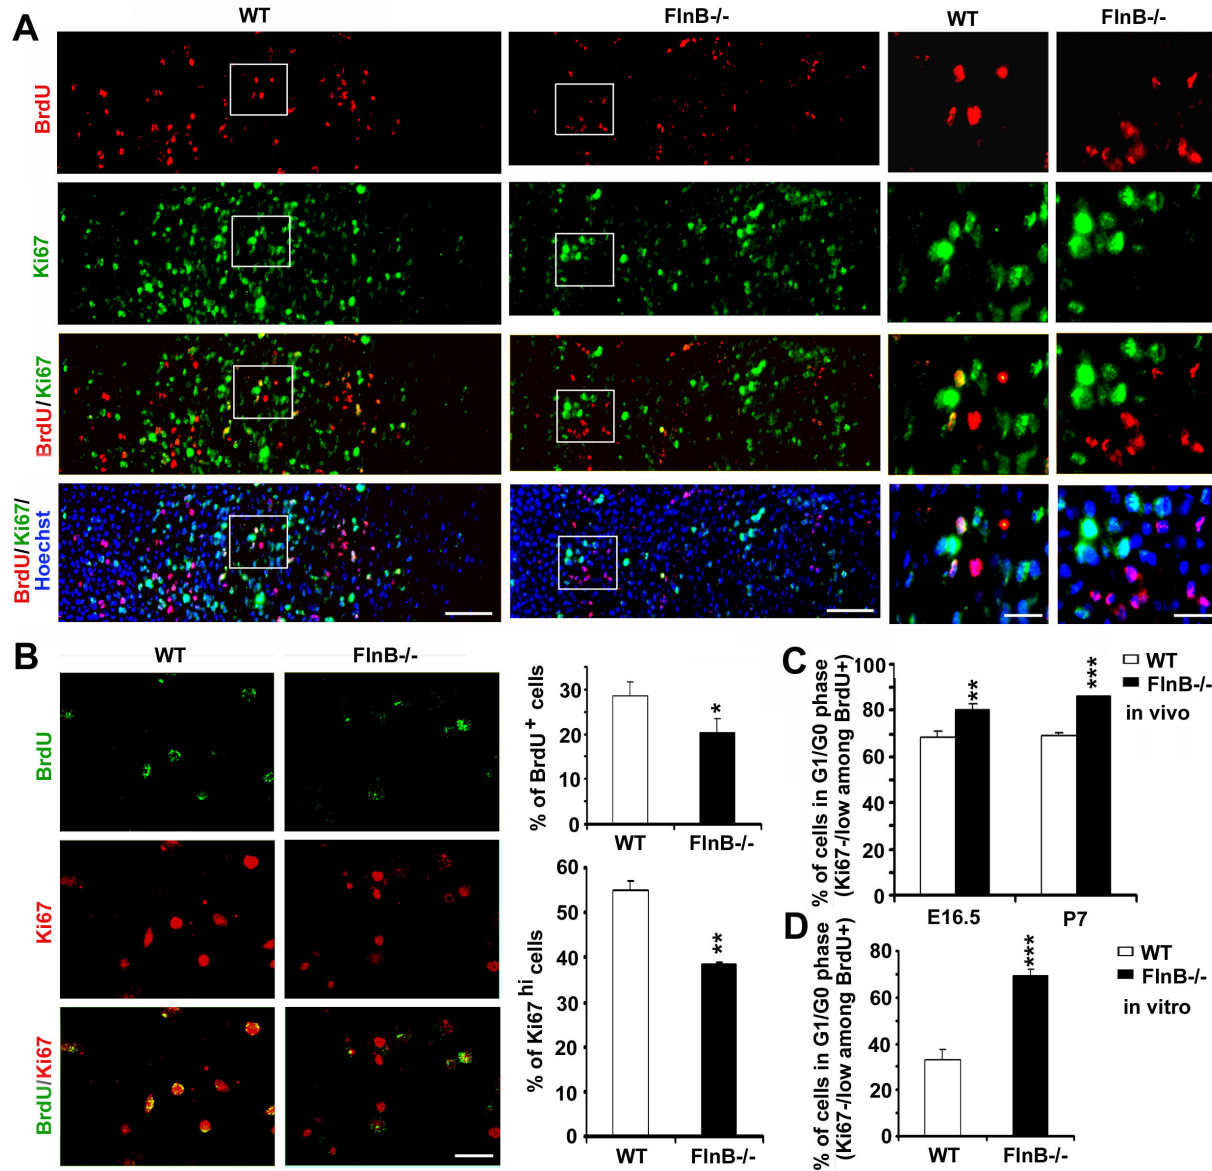 A
WT
FlnB-/-
WT
FlnB-/-
BrdU
Ki67
BrdU/Ki67
BrdU/Ki67/
Hoechst
B
WT
FlnB-/-
BrdU
Ki67
BrdU/Ki67
% of BrdU+ cells
30
20
10
0
*
WT
FlnB-/-
% of Ki67 hi cells
60
50
40
30
20
10
0
**
WT
FlnB-/-
C
% of cells in G1/G0 phase
(Ki67-/low among BrdU+)
100
80
60
40
20
0
**
***
E16.5
P7
WT
FlnB-/-
in vivo
D
% of cells in G1/G0 phase
(Ki67-/low among BrdU+)
80
60
40
20
0
***
WT
FlnB-/-
WT
FlnB-/-
in vitro